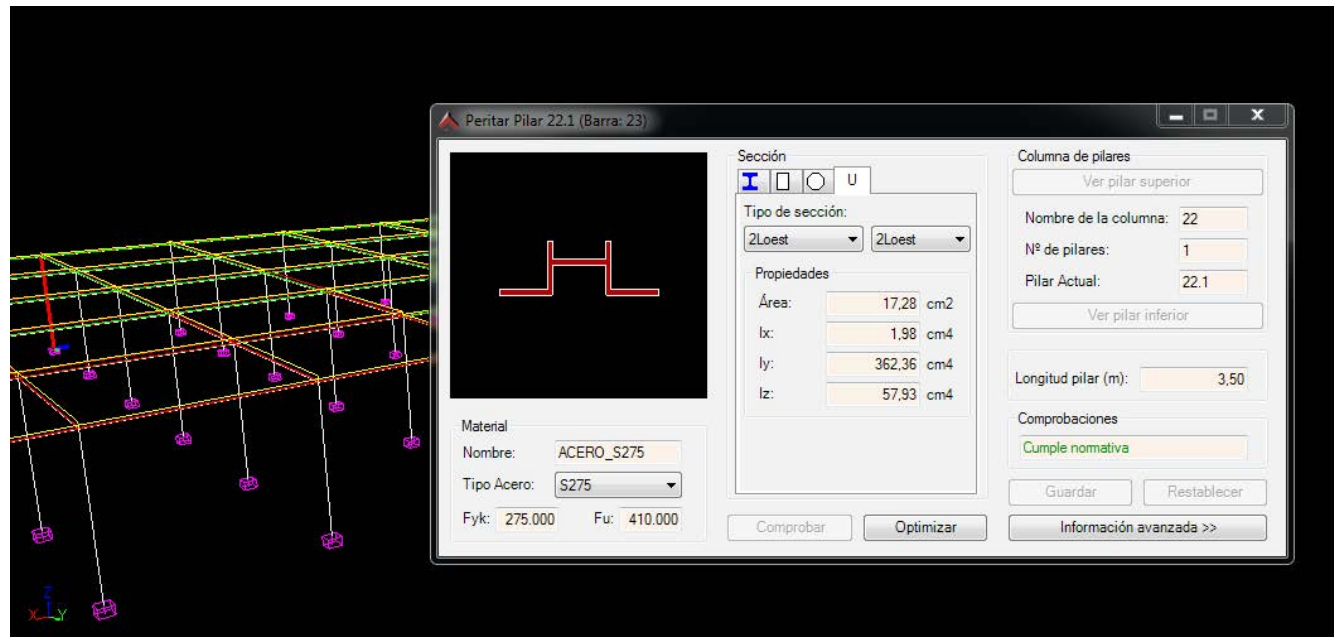 Peritar Pilar 22.1 (Barra: 23)
Sección
U
Tipo de sección:
2Loest 2Loest
Propiedades
Área: 17,28 cm2
Ix: 1,98 cm4
Iy: 362,36 cm4
Iz: 57,93 cm4
Columna de pilares
Ver pilar superior
Nombre de la columna: 22
Nº de pilares: 1
Pilar Actual: 22.1
Ver pilar inferior
Longitud pilar (m): 3,50
Comprobaciones
Cumple normativa
Material
Nombre: ACERO_S275
Tipo Acero: S275
Fyk: 275.000 Fu: 410.000
Comprobar Optimizar
Guardar Restablecer
Información avanzada >>
Z
X Y